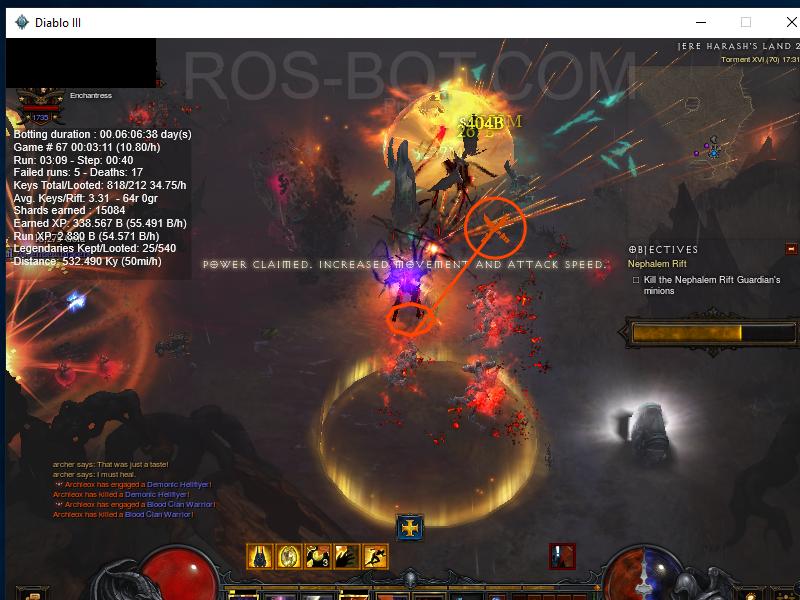 Diablo III
ROS-BOT.COM
JERE HARASH'S LAND 2
Torment XVI (70) 17:31
Enchantress
1735
Botting duration : 00.06:06:38 day(s)
Game # 67 00:03:11 (10.80/h)
Run: 03:09 - Step: 00:40
Failed runs: 5 - Deaths: 17
Keys Total/Looted: 818/212 34.75/h
Avg. Keys/Rift: 3.31 - 64r 0gr
Shards earned : 15084
Earned XP: 338.567 B (55.491 B/h)
Run XP: 2.880 B (54.571 B/h)
Legendaries Kept/Looted: 25/540
Distance: 532.490 Ky (50mi/h)
POWER CLAIMED. INCREASED MOVEMENT AND ATTACK SPEED.
OBJECTIVES
Nephalem Rift
Kill the Nephalem Rift Guardian's
minions
archer says: That was just a taste!
archer says: I must heal.
Archleox has engaged a Demonic Hellflyer!
Archleox has killed a Demonic Hellflyer!
Archleox has engaged a Blood Clan Warrior!
Archleox has killed a Blood Clan Warrior!
3